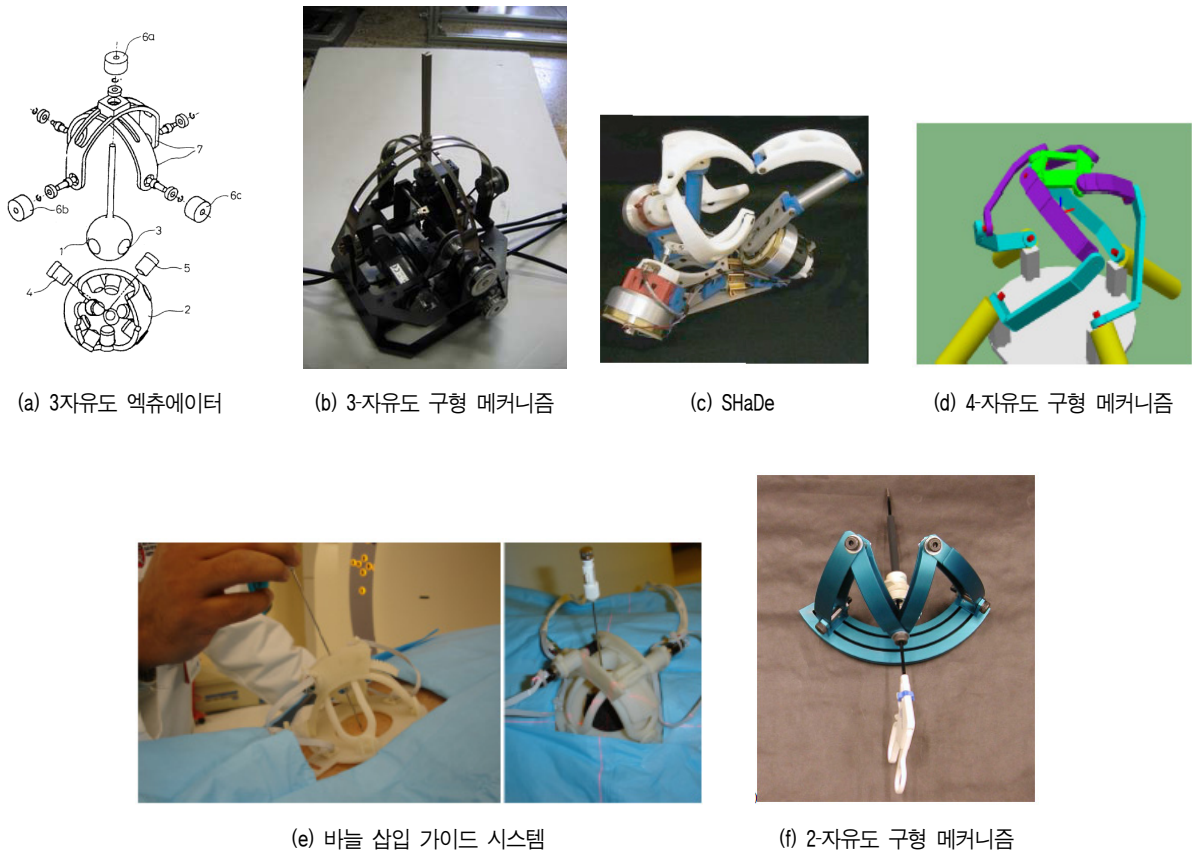 6a
7
6c
6b
3
1
5
4
2
(a) 3자유도 엑츄에이터
(b) 3-자유도 구형 메커니즘
(c) SHaDe
(d) 4-자유도 구형 메커니즘
(e) 바늘 삽입 가이드 시스템
(f) 2-자유도 구형 메커니즘